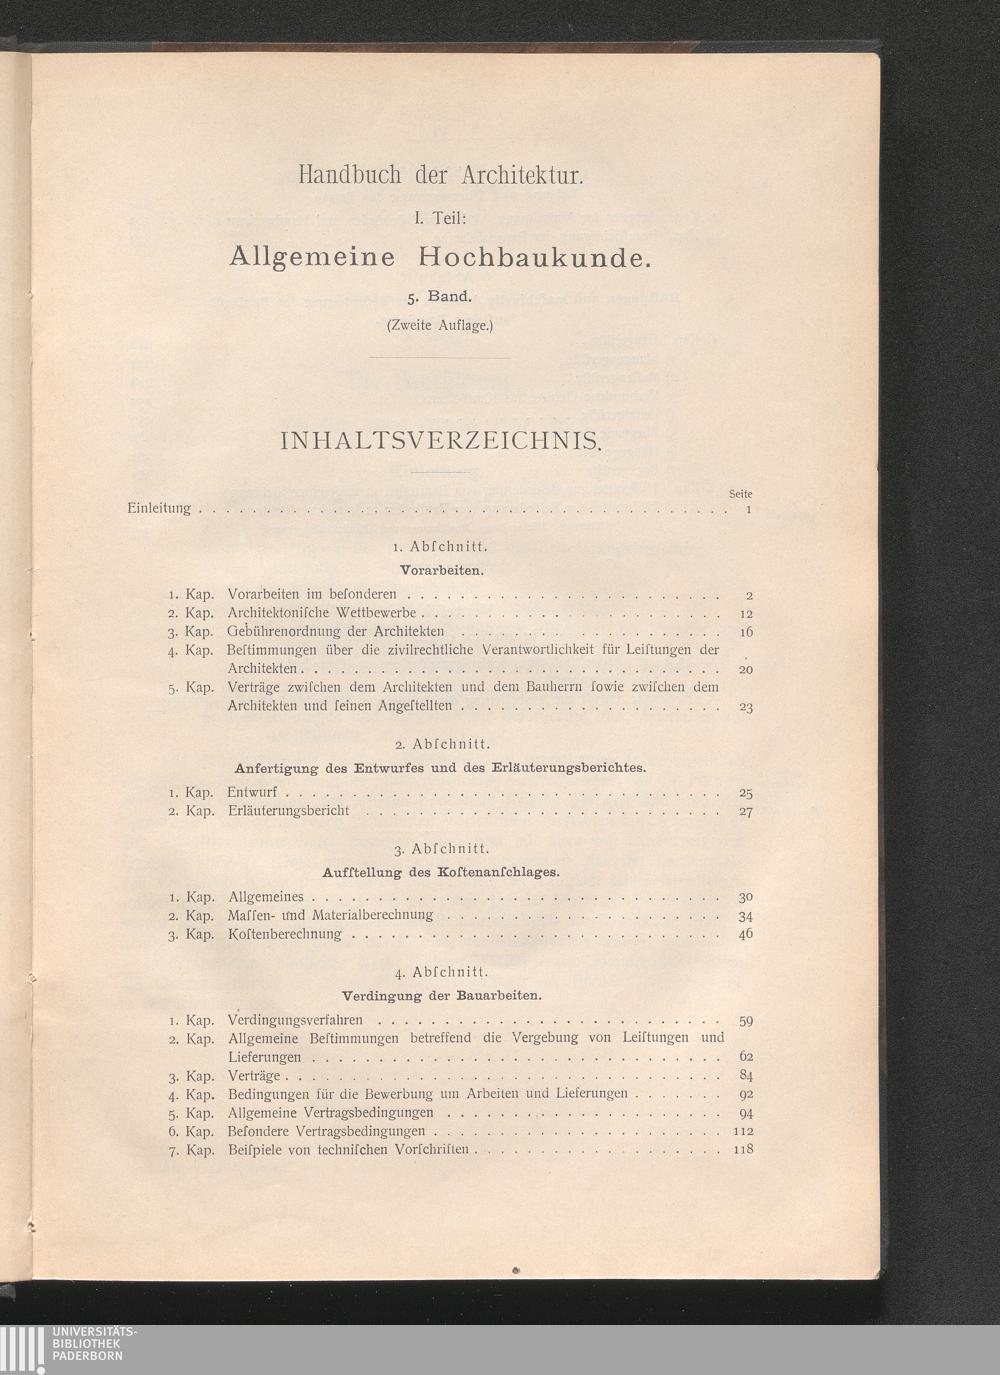 Handbuch der Architektur.
I. Teil:
Allgemeine Hochbaukunde.
5. Band.
(Zweite Auflage.)
INHALTSVERZEICHNIS.
Seite
Einleitung . . . . . . . . . . . . . . . . . . . . 1
1. Abſchnitt.
Vorarbeiten.
1. Kap. Vorarbeiten im beſonderen . . . . . . . . . . 2
2. Kap. Architektoniſche Wettbewerbe . . . . . . . . . . 12
3. Kap. Gebührenordnung der Architekten . . . . . . . . . . 16
4. Kap. Beſtimmungen über die zivilrechtliche Verantwortlichkeit für Leiſtungen der
Architekten . . . . . . . . . . 20
5. Kap. Verträge zwiſchen dem Architekten und dem Bauherrn ſowie zwiſchen dem
Architekten und ſeinen Angeſtellten . . . . . . . . . . 23
2. Abſchnitt.
Anfertigung des Entwurfes und des Erläuterungsberichtes.
1. Kap. Entwurf . . . . . . . . . . 25
2. Kap. Erläuterungsbericht . . . . . . . . . . 27
3. Abſchnitt.
Aufſtellung des Koſtenanſchlages.
1. Kap. Allgemeines . . . . . . . . . . 30
2. Kap. Maſſen- und Materialberechnung . . . . . . . . . . 34
3. Kap. Koſtenberechnung . . . . . . . . . . 46
4. Abſchnitt.
Verdingung der Bauarbeiten.
1. Kap. Verdingungsverfahren . . . . . . . . . . 59
2. Kap. Allgemeine Beſtimmungen betreffend die Vergebung von Leiſtungen und
Lieferungen . . . . . . . . . . 62
3. Kap. Verträge . . . . . . . . . . 84
4. Kap. Bedingungen für die Bewerbung um Arbeiten und Lieferungen . . . . . . . 92
5. Kap. Allgemeine Vertragsbedingungen . . . . . . . . . . 94
6. Kap. Beſondere Vertragsbedingungen . . . . . . . . . . 112
7. Kap. Beiſpiele von techniſchen Vorſchriften . . . . . . . . . . 118
UNIVERSITÄTS-
BIBLIOTHEK
PADERBORN